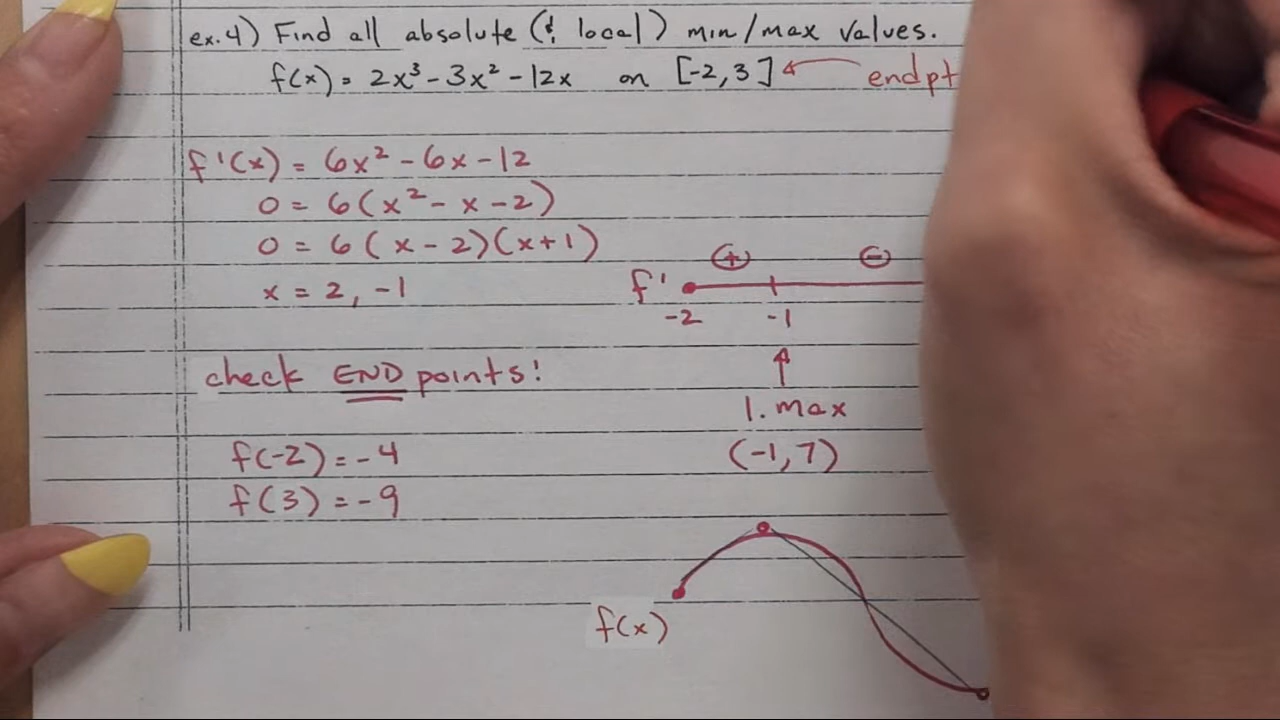 ex. 4) Find all absolute (& local) min/max values.
f(x) = 2x³ - 3x² - 12x on [-2, 3] ← endpt
f'(x) = 6x² - 6x - 12
0 = 6(x² - x - 2)
0 = 6(x - 2)(x + 1)
x = 2, -1
+ -
f'
-2 -1
check END points!
l. max
f(-2) = -4
(-1, 7)
f(3) = -9
f(x)